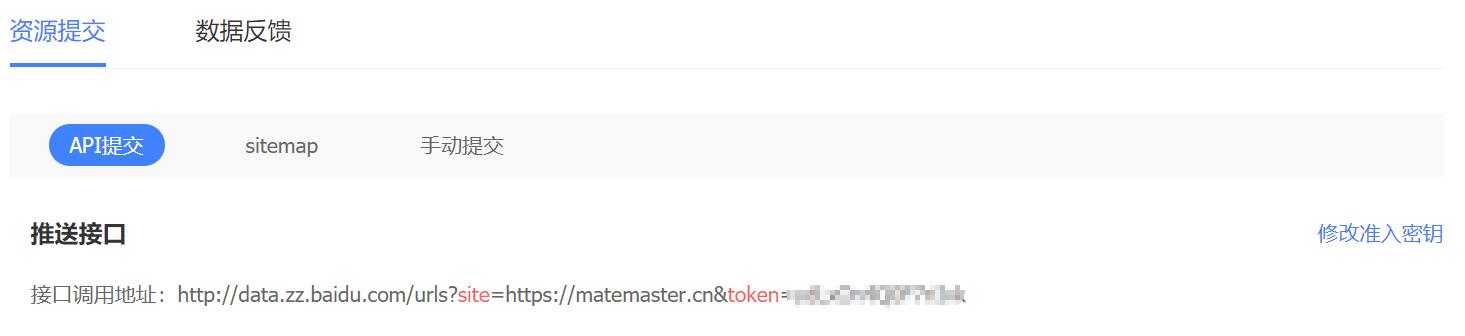 资源提交 数据反馈
API提交 sitemap 手动提交
推送接口 修改准入密钥
接口调用地址：http://data.zz.baidu.com/urls?site=https://matemaster.cn&token=